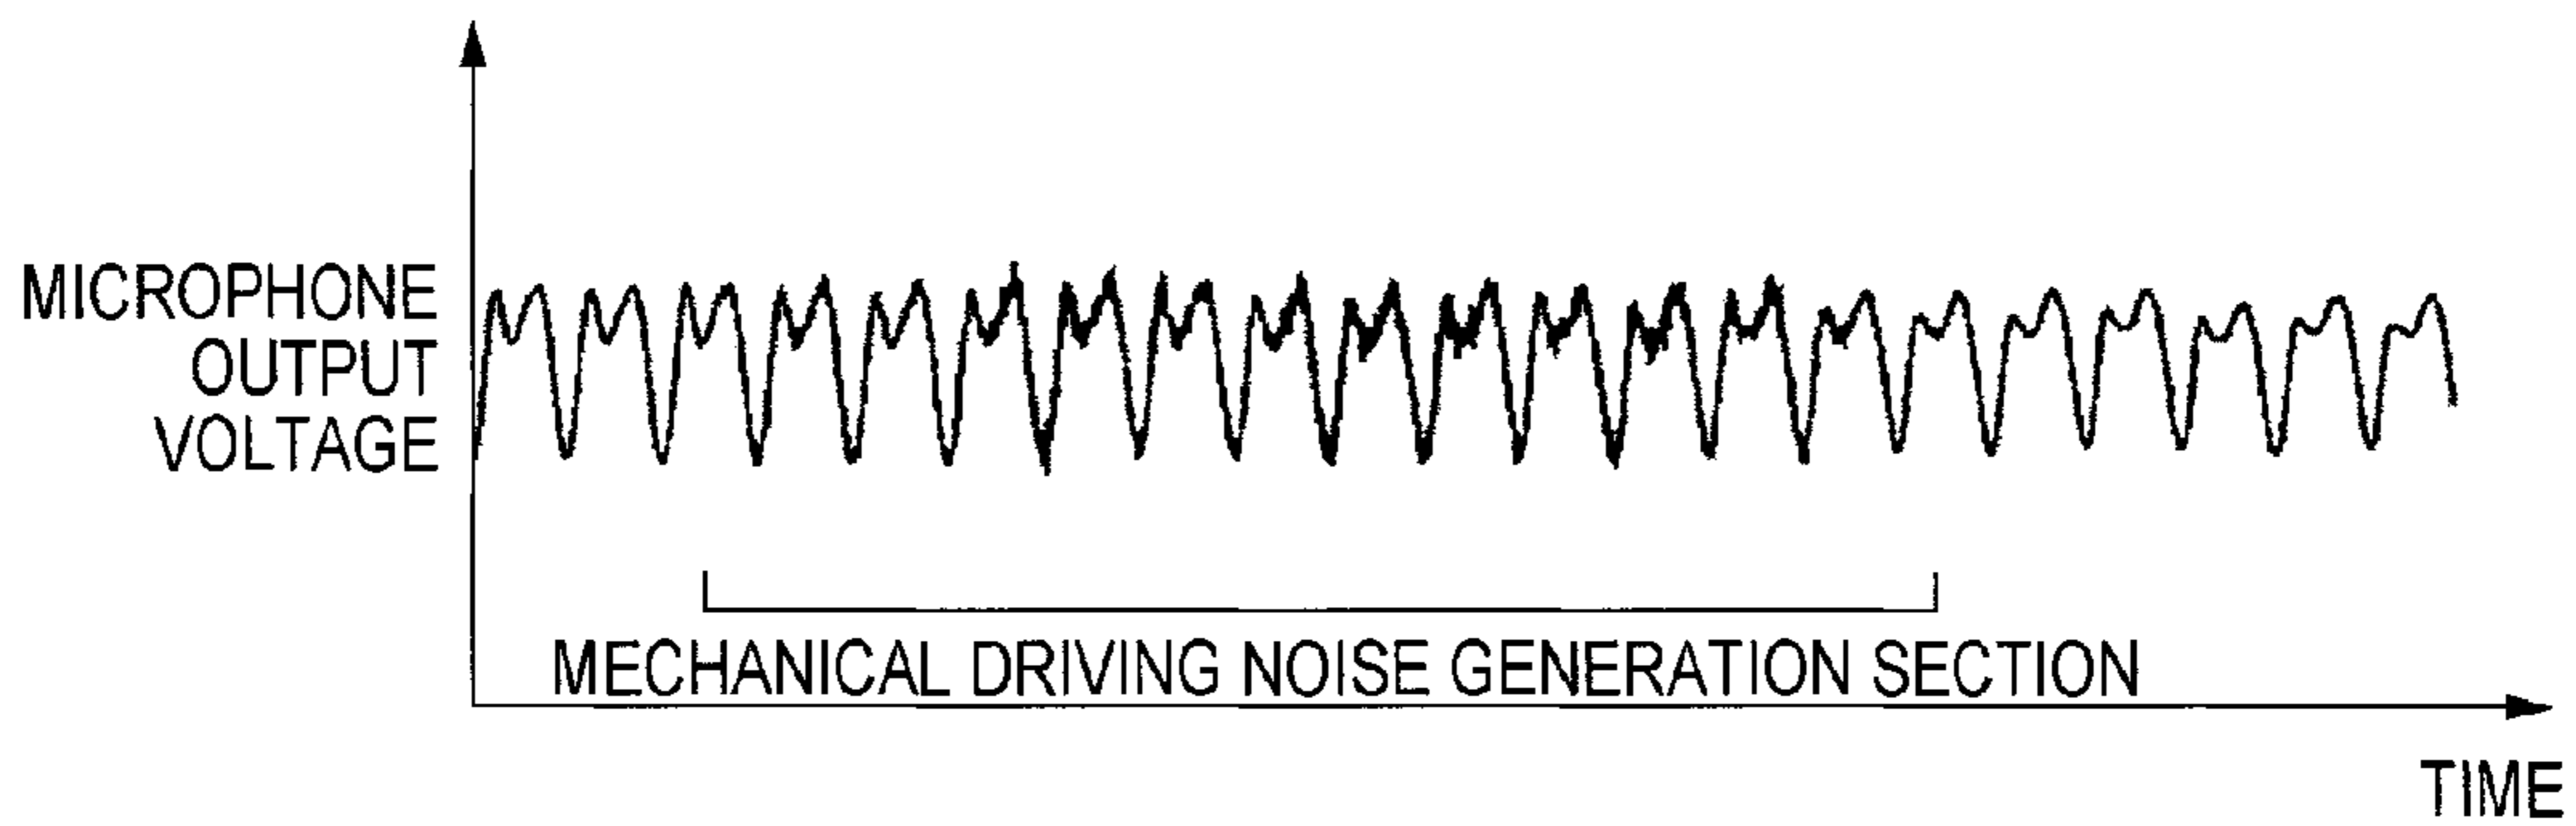 MICROPHONE
OUTPUT
VOLTAGE
MECHANICAL DRIVING NOISE GENERATION SECTION
TIME